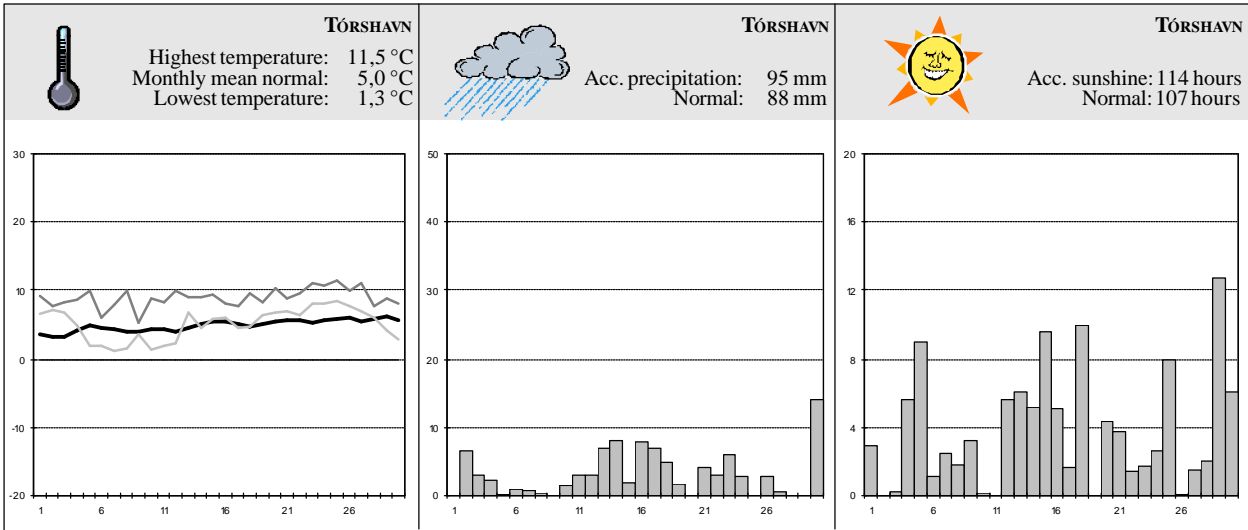 TÓRSHAVN
Highest temperature: 11,5 °C
Monthly mean normal: 5,0 °C
Lowest temperature: 1,3 °C
30
20
10
0
-10
-20
1 6 11 16 21 26
TÓRSHAVN
Acc. precipitation: 95 mm
Normal: 88 mm
50
40
30
20
10
0
1 6 11 16 21 26
TÓRSHAVN
Acc. sunshine: 114 hours
Normal: 107 hours
20
16
12
8
4
0
1 6 11 16 21 26